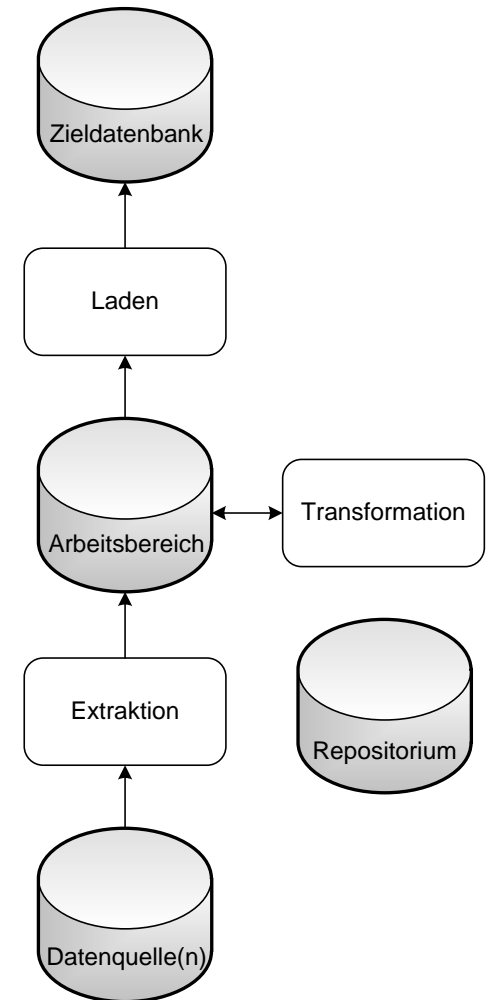 Zieldatenbank
Laden
Arbeitsbereich
Transformation
Extraktion
Repositorium
Datenquelle(n)